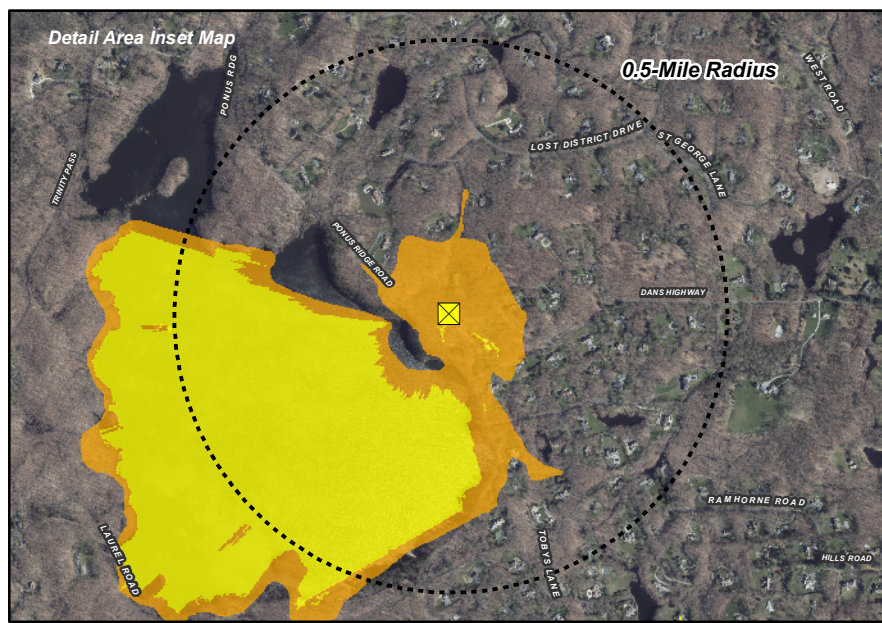 Detail Area Inset Map
0.5-Mile Radius
PONUS RDG
WEST ROAD
LOST DISTRICT DRIVE
ST GEORGE LANE
TRINITY PASS
PONUS RIDGE ROAD
DANS HIGHWAY
RAMHORNE ROAD
LAUREL ROAD
TOBYS LANE
HILLS ROAD